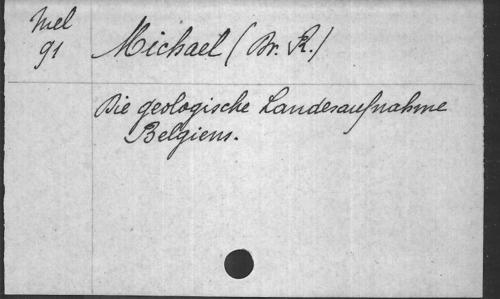 Mel
91
Michael (Dr. R.)
Die geologische Landesaufnahme
Belgiens.